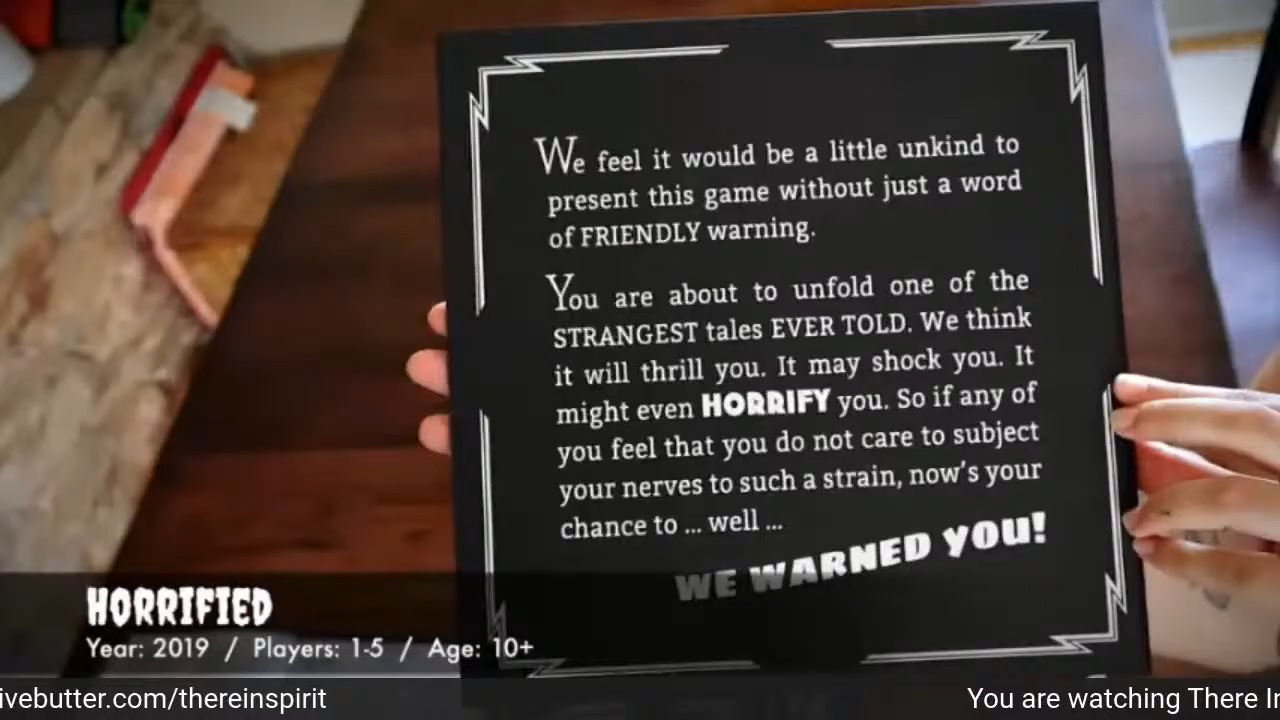 We feel it would be a little unkind to
present this game without just a word
of FRIENDLY warning.
You are about to unfold one of the
STRANGEST tales EVER TOLD. We think
it will thrill you. It may shock you. It
might even HORRIFY you. So if any of
you feel that you do not care to subject
your nerves to such a strain, now's your
chance to ... well ...
WE WARNED YOU!
HORRIFIED
Year: 2019 / Players: 1-5 / Age: 10+
ivebutter.com/thereinspirit
You are watching There I